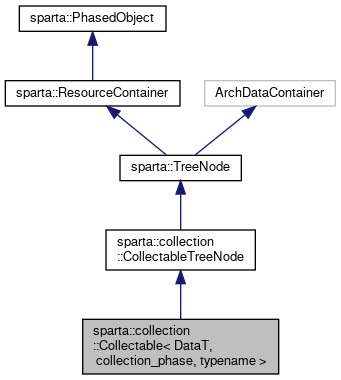 sparta::PhasedObject
sparta::ResourceContainer
ArchDataContainer
sparta::TreeNode
sparta::collection
::CollectableTreeNode
sparta::collection
::Collectable< DataT,
collection_phase, typename >